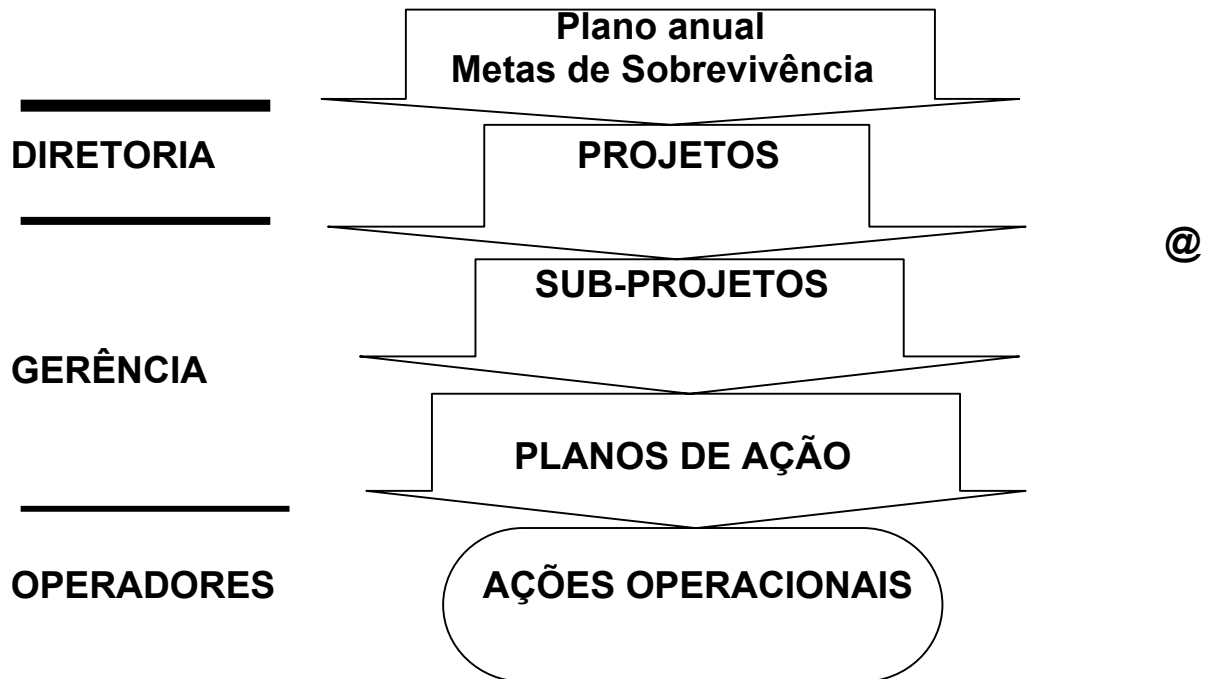 Plano anual
Metas de Sobrevivência
DIRETORIA
PROJETOS
@
SUB-PROJETOS
GERÊNCIA
PLANOS DE AÇÃO
OPERADORES
AÇÕES OPERACIONAIS